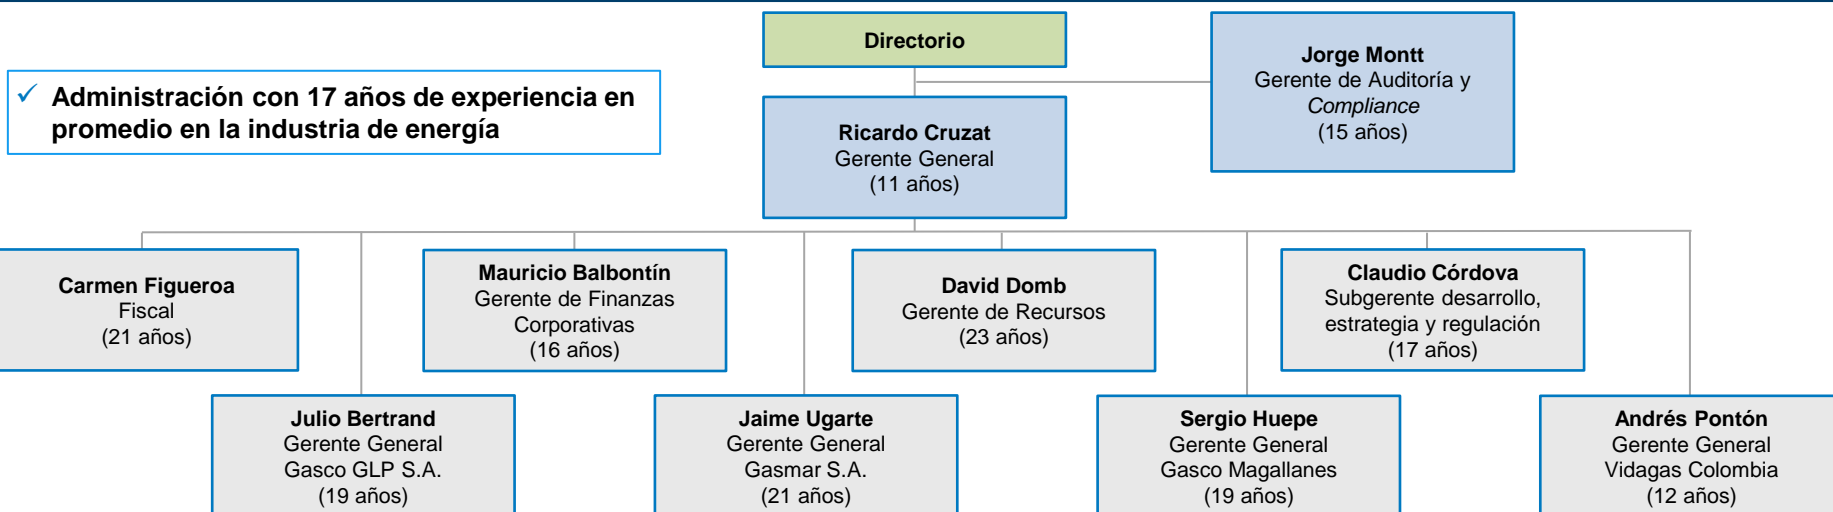 Directorio
Jorge Montt
Gerente de Auditoría y
Compliance
(15 años)
✓ Administración con 17 años de experiencia en
promedio en la industria de energía
Ricardo Cruzat
Gerente General
(11 años)
Carmen Figueroa
Fiscal
(21 años)
Mauricio Balbontín
Gerente de Finanzas
Corporativas
(16 años)
David Domb
Gerente de Recursos
(23 años)
Claudio Córdova
Subgerente desarrollo,
estrategia y regulación
(17 años)
Julio Bertrand
Gerente General
Gasco GLP S.A.
(19 años)
Jaime Ugarte
Gerente General
Gasmar S.A.
(21 años)
Sergio Huepe
Gerente General
Gasco Magallanes
(19 años)
Andrés Pontón
Gerente General
Vidagas Colombia
(12 años)